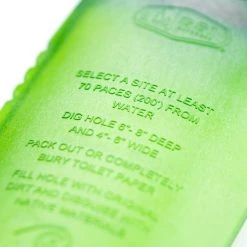 SELECT A SITE AT LEAST
70 PACES (200') FROM
WATER
DIG HOLE 6"- 8" DEEP
AND 4"- 6" WIDE
PACK OUT OR COMPLETELY
BURY TOILET PAPER
FILL HOLE WITH ORIGINAL
DIRT AND DISGUISE WITH
NATIVE MATERIALS